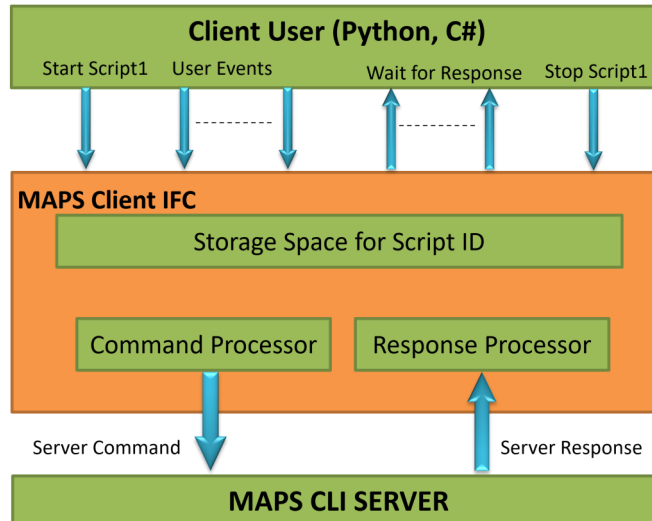 Client User (Python, C#)
Start Script1 User Events Wait for Response Stop Script1
MAPS Client IFC
Storage Space for Script ID
Command Processor Response Processor
Server Command Server Response
MAPS CLI SERVER